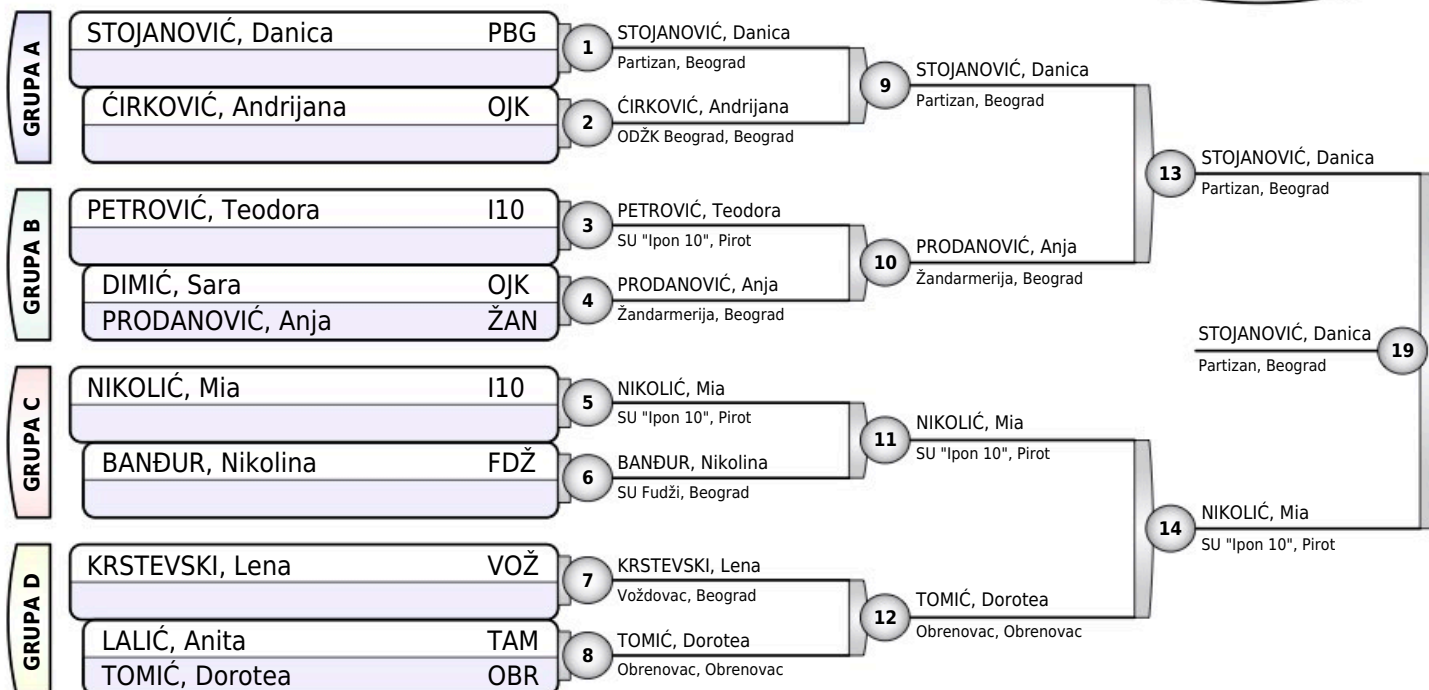 GRUPA A
STOJANOVIĆ, Danica PBG
ĆIRKOVIĆ, Andrijana OJK
GRUPA B
PETROVIĆ, Teodora I10
DIMIĆ, Sara OJK
PRODANOVIĆ, Anja ŽAN
GRUPA C
NIKOLIĆ, Mia I10
BANĐUR, Nikolina FDŽ
GRUPA D
KRSTEVSKI, Lena VOŽ
LALIĆ, Anita TAM
TOMIĆ, Dorotea OBR
1 STOJANOVIĆ, Danica
Partizan, Beograd
2 ĆIRKOVIĆ, Andrijana
ODŽK Beograd, Beograd
3 PETROVIĆ, Teodora
SU "Ipon 10", Pirot
4 PRODANOVIĆ, Anja
Žandarmerija, Beograd
5 NIKOLIĆ, Mia
SU "Ipon 10", Pirot
6 BANĐUR, Nikolina
SU Fudži, Beograd
7 KRSTEVSKI, Lena
Voždovac, Beograd
8 TOMIĆ, Dorotea
Obrenovac, Obrenovac
9 STOJANOVIĆ, Danica
Partizan, Beograd
10 PRODANOVIĆ, Anja
Žandarmerija, Beograd
11 NIKOLIĆ, Mia
SU "Ipon 10", Pirot
12 TOMIĆ, Dorotea
Obrenovac, Obrenovac
13 STOJANOVIĆ, Danica
Partizan, Beograd
14 NIKOLIĆ, Mia
SU "Ipon 10", Pirot
STOJANOVIĆ, Danica 19
Partizan, Beograd